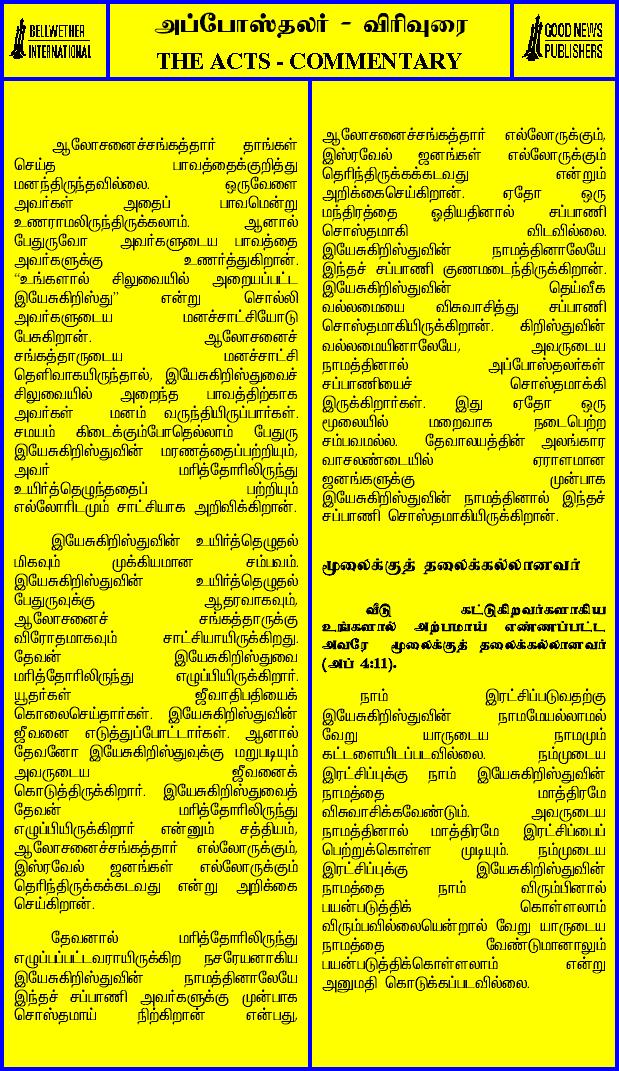 BELLWETHER
INTERNATIONAL
அப்போஸ்தலர் - விரிவுரை
THE ACTS - COMMENTARY
GOOD NEWS
PUBLISHERS
ஆலோசனைச்சங்கத்தார் தாங்கள்
செய்த பாவத்தைக்குறித்து
மனந்திருந்தவில்லை. ஒருவேளை
அவர்கள் அதைப் பாவமென்று
உணராமலிருந்திருக்கலாம். ஆனால்
பேதுருவோ அவர்களுடைய பாவத்தை
அவர்களுக்கு உணர்த்துகிறான்.
“உங்களால் சிலுவையில் அறையப்பட்ட
இயேசுகிறிஸ்து” என்று சொல்லி
அவர்களுடைய மனச்சாட்சியோடு
பேசுகிறான். ஆலோசனைச்
சங்கத்தாருடைய மனச்சாட்சி
தெளிவாகயிருந்தால், இயேசுகிறிஸ்துவைச்
சிலுவையில் அறைந்த பாவத்திற்காக
அவர்கள் மனம் வருந்தியிருப்பார்கள்.
சமயம் கிடைக்கும்போதெல்லாம் பேதுரு
இயேசுகிறிஸ்துவின் மரணத்தைப்பற்றியும்,
அவர் மரித்தோரிலிருந்து
உயிர்த்தெழுந்ததைப் பற்றியும்
எல்லோரிடமும் சாட்சியாக அறிவிக்கிறான்.
இயேசுகிறிஸ்துவின் உயிர்த்தெழுதல்
மிகவும் முக்கியமான சம்பவம்.
இயேசுகிறிஸ்துவின் உயிர்த்தெழுதல்
பேதுருவுக்கு ஆதரவாகவும்,
ஆலோசனைச் சங்கத்தாருக்கு
விரோதமாகவும் சாட்சியாயிருக்கிறது.
தேவன் இயேசுகிறிஸ்துவை
மரித்தோரிலிருந்து எழுப்பியிருக்கிறார்.
யூதர்கள் ஜீவாதிபதியைக்
கொலைசெய்தார்கள். இயேசுகிறிஸ்துவின்
ஜீவனை எடுத்துப்போட்டார்கள். ஆனால்
தேவனோ இயேசுகிறிஸ்துவுக்கு மறுபடியும்
அவருடைய ஜீவனைக்
கொடுத்திருக்கிறார். இயேசுகிறிஸ்துவைத்
தேவன் மரித்தோரிலிருந்து
எழுப்பியிருக்கிறார் என்னும் சத்தியம்,
ஆலோசனைச்சங்கத்தார் எல்லோருக்கும்,
இஸ்ரவேல் ஜனங்கள் எல்லோருக்கும்
தெரிந்திருக்கக்கடவது என்று அறிக்கை
செய்கிறான்.
தேவனால் மரித்தோரிலிருந்து
எழுப்பப்பட்டவராயிருக்கிற நசரேயனாகிய
இயேசுகிறிஸ்துவின் நாமத்தினாலேயே
இந்தச் சப்பாணி அவர்களுக்கு முன்பாக
சொஸ்தமாய் நிற்கிறான் என்பது,
ஆலோசனைச்சங்கத்தார் எல்லோருக்கும்,
இஸ்ரவேல் ஜனங்கள் எல்லோருக்கும்
தெரிந்திருக்கக்கடவது என்றும்
அறிக்கைசெய்கிறான். ஏதோ ஒரு
மந்திரத்தை ஓதியதினால் சப்பாணி
சொஸ்தமாகி விடவில்லை.
இயேசுகிறிஸ்துவின் நாமத்தினாலேயே
இந்தச் சப்பாணி குணமடைந்திருக்கிறான்.
இயேசுகிறிஸ்துவின் தெய்வீக
வல்லமையை விசுவாசித்து சப்பாணி
சொஸ்தமாகியிருக்கிறான். கிறிஸ்துவின்
வல்லமையினாலேயே, அவருடைய
நாமத்தினால் அப்போஸ்தலர்கள்
சப்பாணியைச் சொஸ்தமாக்கி
இருக்கிறார்கள். இது ஏதோ ஒரு
மூலையில் மறைவாக நடைபெற்ற
சம்பவமல்ல. தேவாலயத்தின் அலங்கார
வாசலண்டையில் ஏராளமான
ஜனங்களுக்கு முன்பாக
இயேசுகிறிஸ்துவின் நாமத்தினால் இந்தச்
சப்பாணி சொஸ்தமாகியிருக்கிறான்.
மூலைக்குத் தலைக்கல்லானவர்
வீடு கட்டுகிறவர்களாகிய
உங்களால் அற்பமாய் எண்ணப்பட்ட
அவரே மூலைக்குத் தலைக்கல்லானவர்
(அப் 4:11).
நாம் இரட்சிப்படுவதற்கு
இயேசுகிறிஸ்துவின் நாமமேயல்லாமல்
வேறு யாருடைய நாமமும்
கட்டளையிடப்படவில்லை. நம்முடைய
இரட்சிப்புக்கு நாம் இயேசுகிறிஸ்துவின்
நாமத்தை மாத்திரமே
விசுவாசிக்கவேண்டும். அவருடைய
நாமத்தினால் மாத்திரமே இரட்சிப்பைப்
பெற்றுக்கொள்ள முடியும். நம்முடைய
இரட்சிப்புக்கு இயேசுகிறிஸ்துவின்
நாமத்தை நாம் விரும்பினால்
பயன்படுத்திக் கொள்ளலாம்
விரும்பவில்லையென்றால் வேறு யாருடைய
நாமத்தை வேண்டுமானாலும்
பயன்படுத்திக்கொள்ளலாம் என்று
அனுமதி கொடுக்கப்படவில்லை.